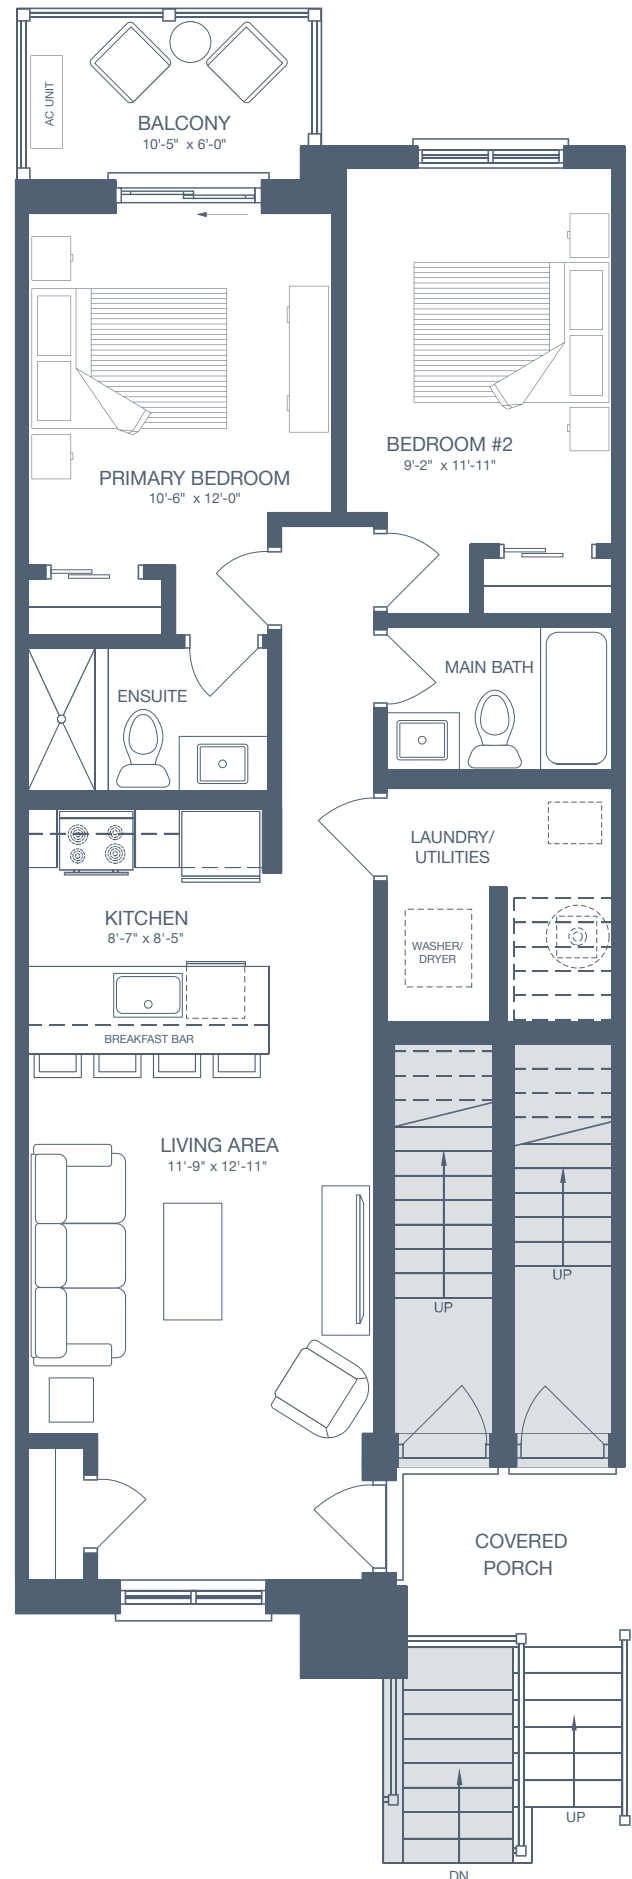 AC UNIT
BALCONY
10'-5" x 6'-0"
BEDROOM #2
9'-2" x 11'-11"
PRIMARY BEDROOM
10'-6" x 12'-0"
MAIN BATH
ENSUITE
LAUNDRY/
UTILITIES
KITCHEN
8'-7" x 8'-5"
WASHER/
DRYER
BREAKFAST BAR
LIVING AREA
11'-9" x 12'-11"
UP
UP
COVERED
PORCH
UP
DN